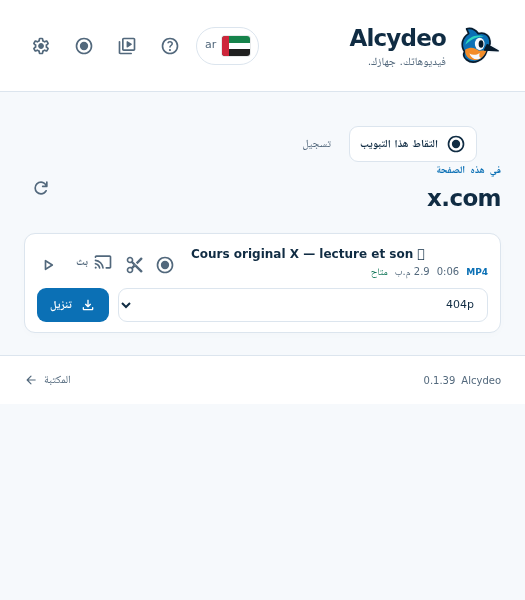 Alcydeo
فيديوهاتك. جهازك.
ar
التقاط هذا التبويب
تسجيل
في هذه الصفحة
x.com
Cours original X — lecture et son
MP4 0:06 2.9 م.ب متاح
بث
404p
تنزيل
Alcydeo 0.1.39
المكتبة